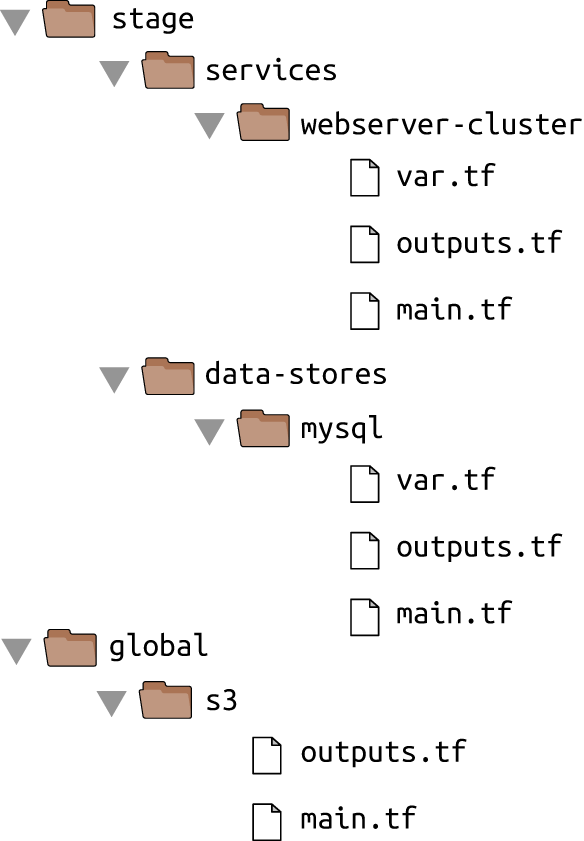 stage
services
webserver-cluster
var.tf
outputs.tf
main.tf
data-stores
mysql
var.tf
outputs.tf
main.tf
global
s3
outputs.tf
main.tf